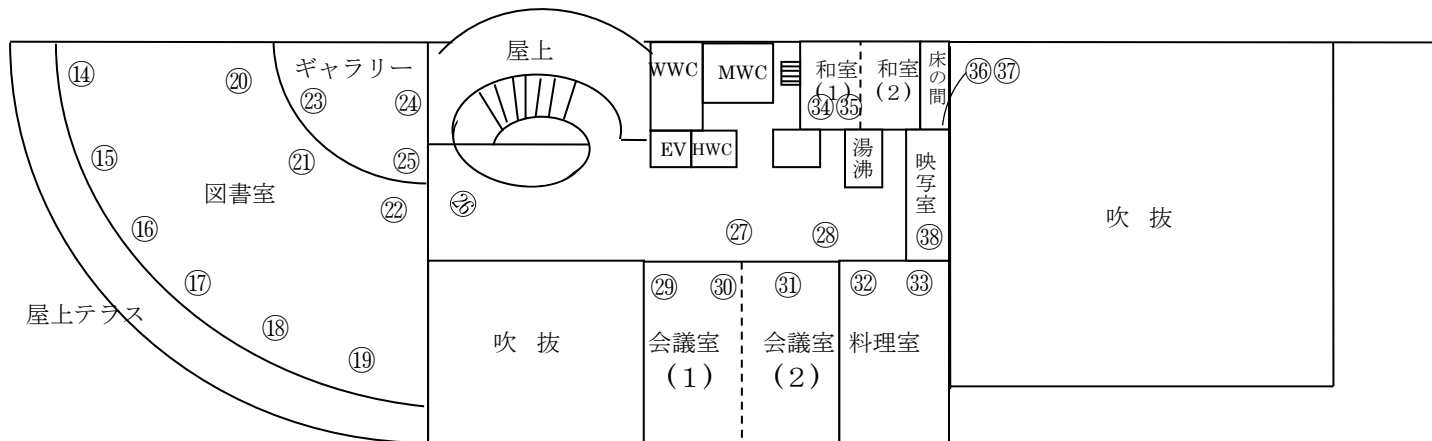 屋上
ギャラリー
WWC
MWC
和室
(1)
和室
(2)
床の間
⑭
⑳
㉓
㉔
㉞
㉟
㊱㊲
⑮
㉑
㉕
EV
HWC
湯沸
映写室
図書室
㉒
㉖
吹 抜
⑯
㉗
㉘
㊳
⑰
㉙
㉚
㉛
㉜
㉝
屋上テラス
⑱
⑲
吹 抜
会議室
(1)
会議室
(2)
料理室